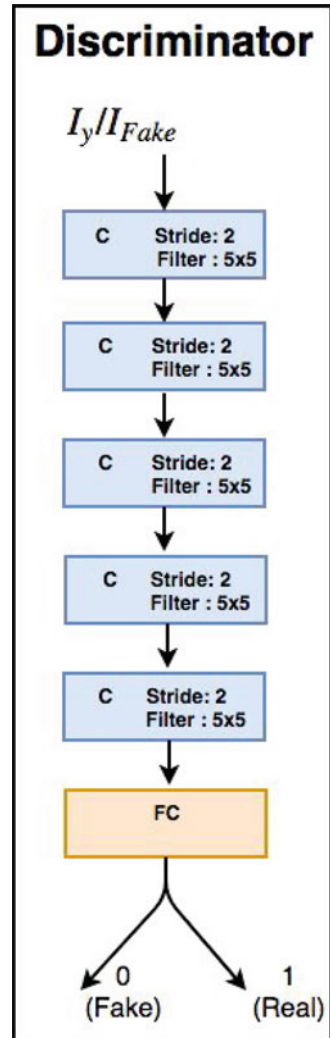 Discriminator
I_y/I_Fake
C Stride: 2
Filter : 5x5
C Stride: 2
Filter : 5x5
C Stride: 2
Filter : 5x5
C Stride: 2
Filter : 5x5
C Stride: 2
Filter : 5x5
FC
0 1
(Fake) (Real)